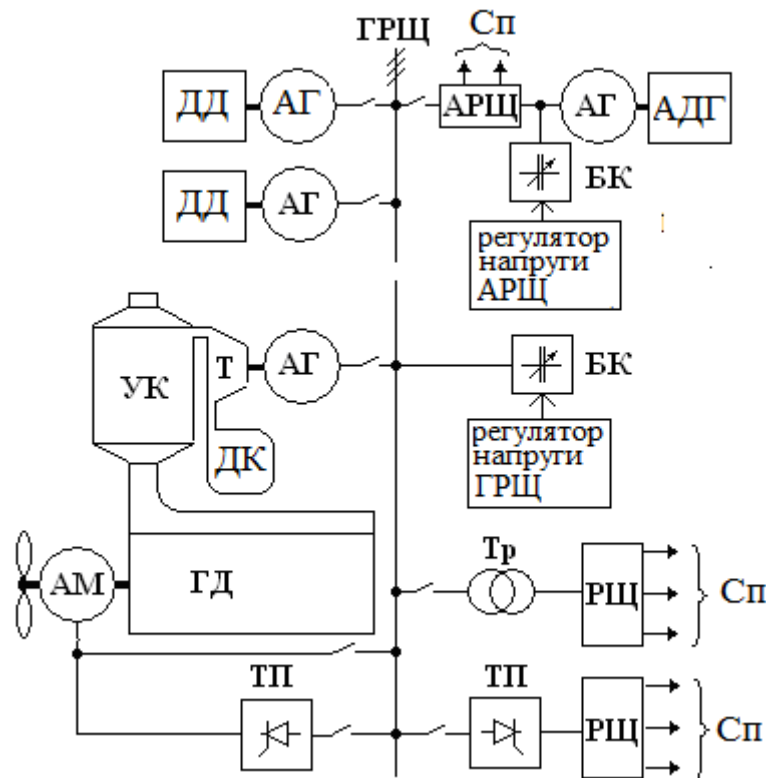 Сп
ГРЩ
ДД
АГ
АРЩ
АГ
АДГ
БК
ДД
АГ
регулятор
напруги
АРЩ
УК
Т
АГ
БК
ДК
регулятор
напруги
ГРЩ
АМ
ГД
Тр
РЩ
Сп
ТП
ТП
РЩ
Сп